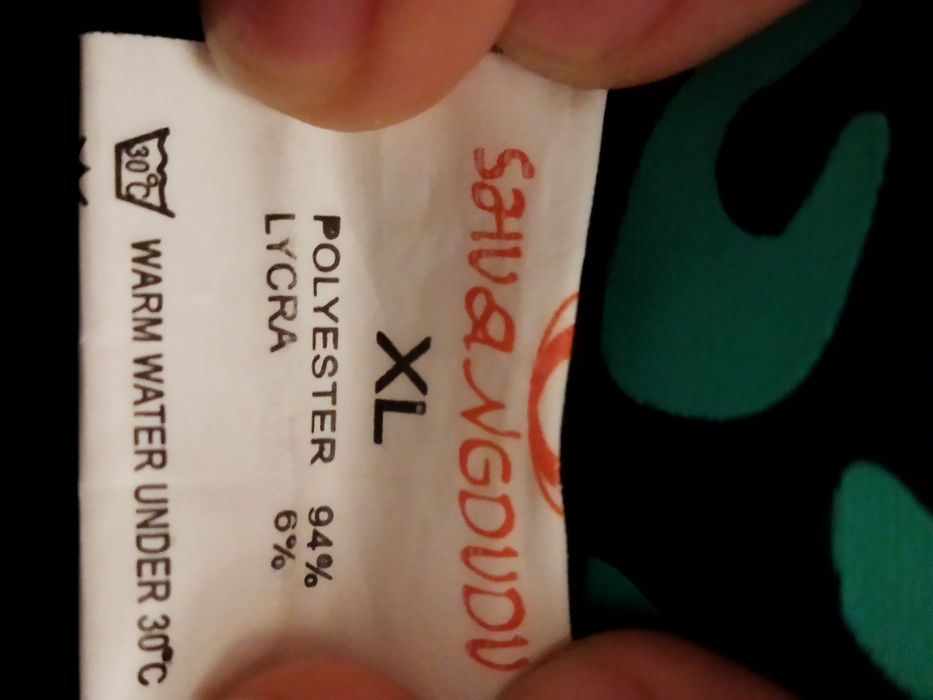 XL
POLYESTER 94%
LYCRA 6%
30°C WARM WATER UNDER 30°C